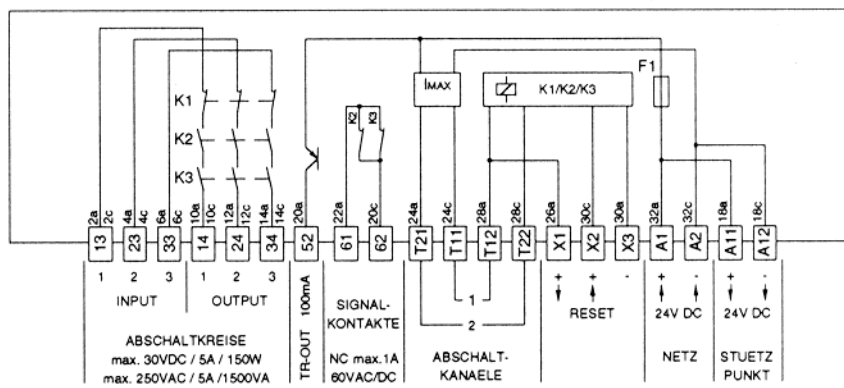 F1
IMAX
K1/K2/K3
K1
K2
K3
K2
K3
2a 2c
4a 4c
6a 6c
10a 10c
12a 12c
14a 14c
20a
22a
20c
24a
24c
28a
28c
26a
30c
30a
32a
32c
18a
18c
13 23 33 14 24 34 52 61 62 T21 T11 T12 T22 X1 X2 X3 A1 A2 A11 A12
1 2 3 1 2 3
+ + - + - + -
INPUT OUTPUT
TR-OUT 100mA
SIGNAL-
KONTAKTE
NC max.1A
60VAC/DC
1
2
ABSCHALT-
KANAELE
RESET
24V DC
NETZ
24V DC
STUETZ
PUNKT
ABSCHALTKREISE
max. 30VDC / 5A / 150W
max. 250VAC / 5A /1500VA